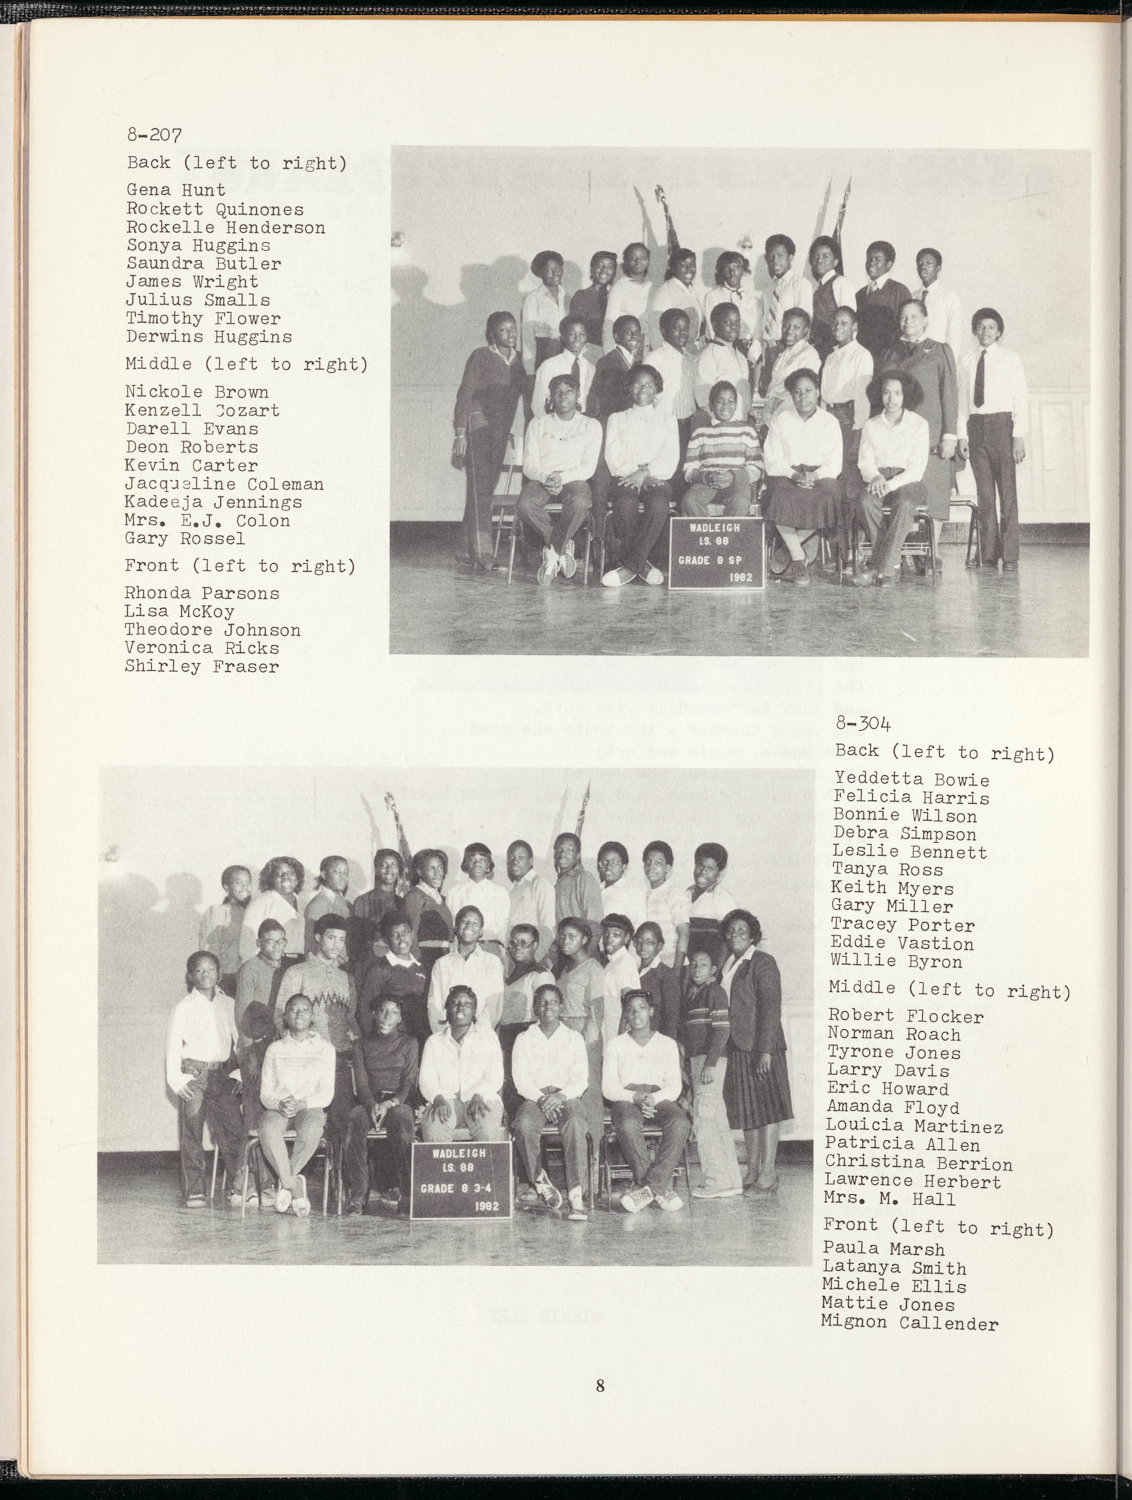 8-207
Back (left to right)
Gena Hunt
Rockett Quinones
Rockelle Henderson
Sonya Huggins
Saundra Butler
James Wright
Julius Smalls
Timothy Flower
Derwins Huggins
Middle (left to right)
Nickole Brown
Kenzell Cozart
Darell Evans
Deon Roberts
Kevin Carter
Jacqueline Coleman
Kadeeja Jennings
Mrs. E.J. Colon
Gary Rossel
Front (left to right)
Rhonda Parsons
Lisa McKoy
Theodore Johnson
Veronica Ricks
Shirley Fraser
WADLEIGH
I.S. 88
GRADE 8 SP
1982
8-304
Back (left to right)
Yeddetta Bowie
Felicia Harris
Bonnie Wilson
Debra Simpson
Leslie Bennett
Tanya Ross
Keith Myers
Gary Miller
Tracey Porter
Eddie Vastion
Willie Byron
Middle (left to right)
Robert Flocker
Norman Roach
Tyrone Jones
Larry Davis
Eric Howard
Amanda Floyd
Louicia Martinez
Patricia Allen
Christina Berrion
Lawrence Herbert
Mrs. M. Hall
Front (left to right)
Paula Marsh
Latanya Smith
Michele Ellis
Mattie Jones
Mignon Callender
WADLEIGH
I.S. 88
GRADE 8 3-4
1982
8